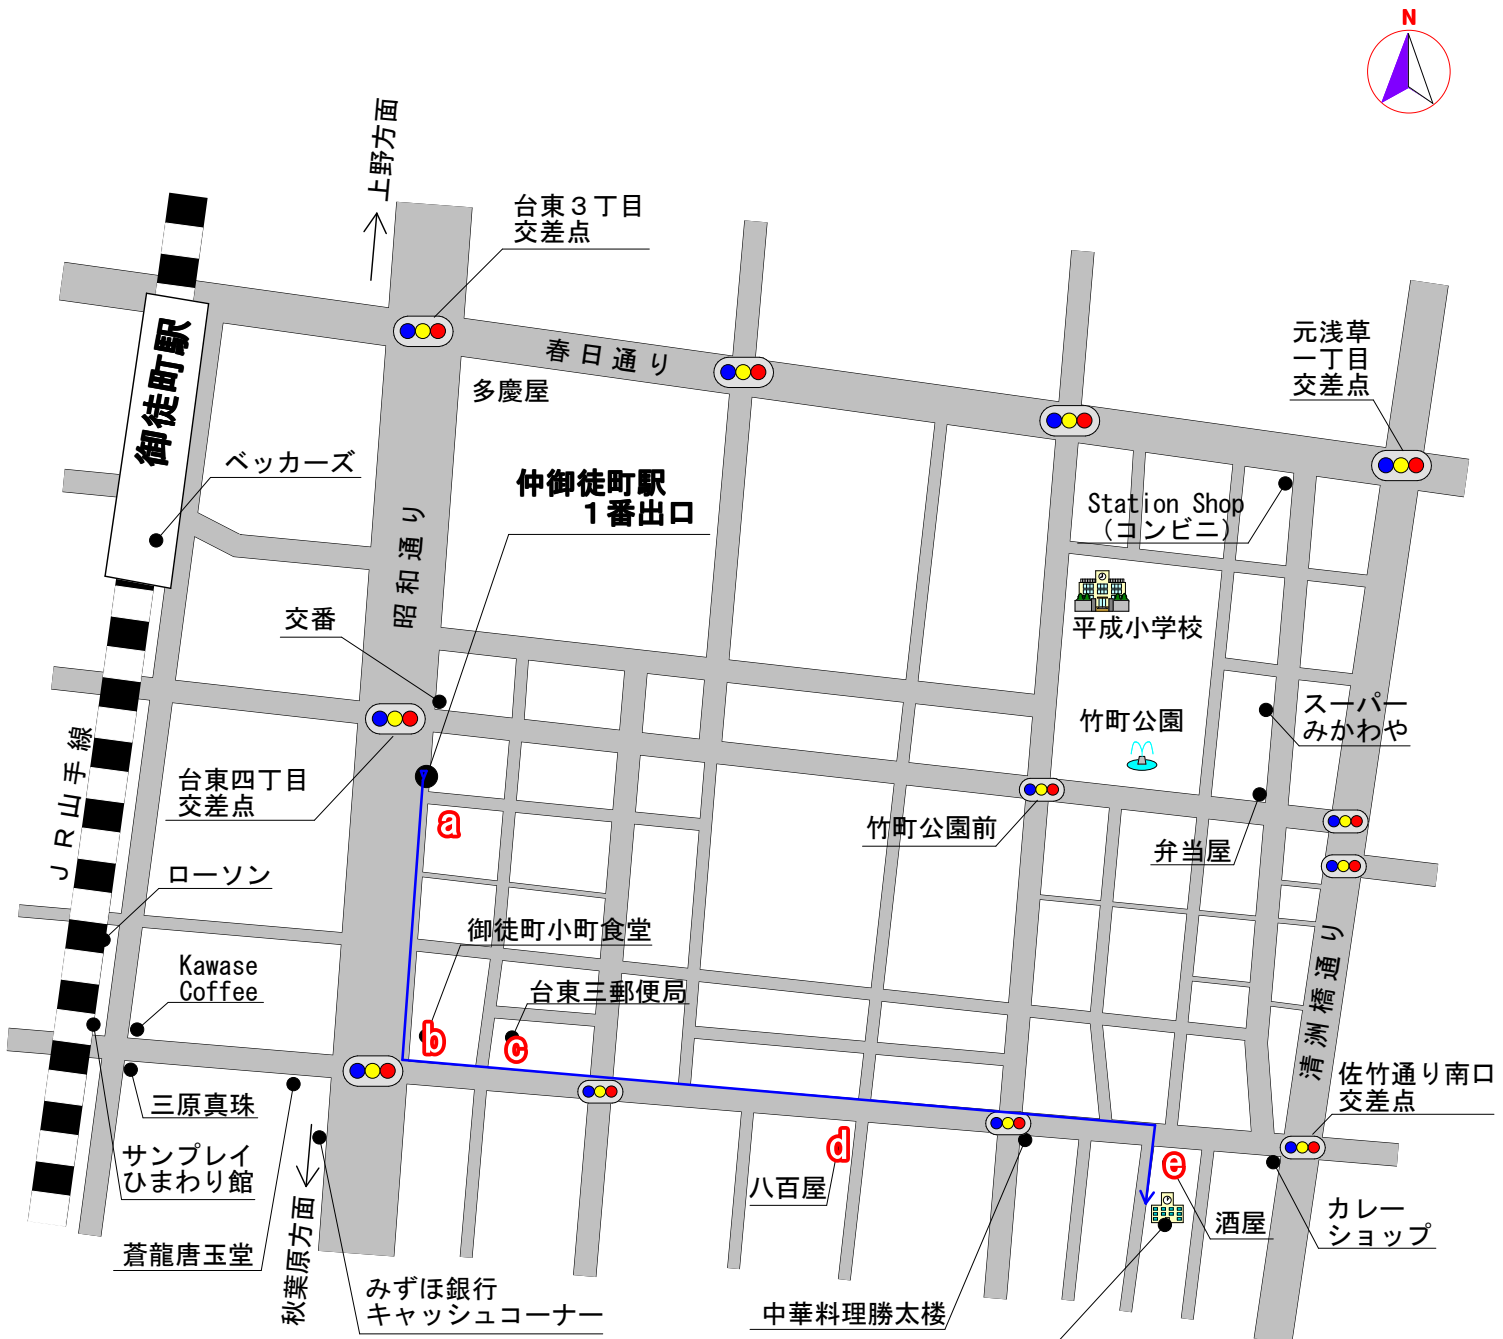 N
上野方面
台東３丁目
交差点
御徒町駅
春日通り
多慶屋
元浅草
一丁目
交差点
ベッカーズ
仲御徒町駅
１番出口
Station Shop
（コンビニ）
昭和通り
平成小学校
交番
竹町公園
スーパー
みかわや
台東四丁目
交差点
a
竹町公園前
弁当屋
ＪＲ山手線
ローソン
御徒町小町食堂
Kawase
Coffee
台東三郵便局
清洲橋通り
b
c
三原真珠
佐竹通り南口
交差点
サンプレイ
ひまわり館
d
e
八百屋
酒屋
カレー
ショップ
蒼龍唐玉堂
秋葉原方面
みずほ銀行
キャッシュコーナー
中華料理勝太楼